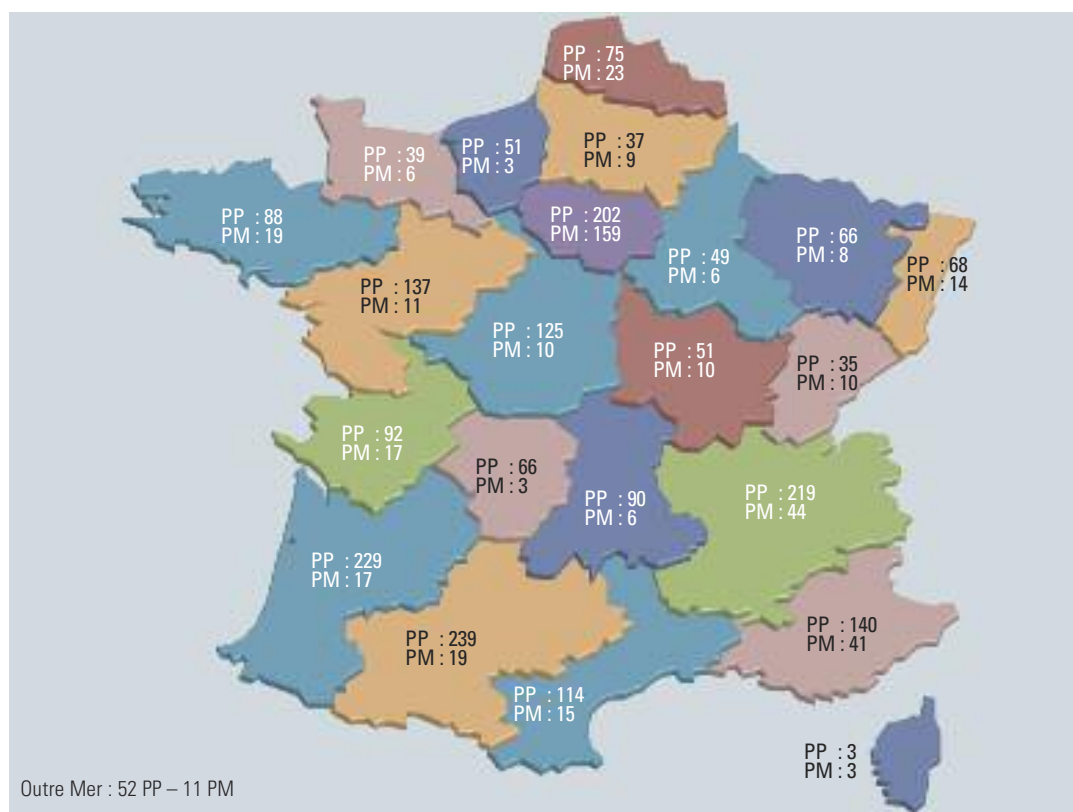 PP : 75
PM : 23
PP : 37
PM : 9
PP : 51
PM : 3
PP : 39
PM : 6
PP : 88
PM : 19
PP : 202
PM : 159
PP : 49
PM : 6
PP : 66
PM : 8
PP : 68
PM : 14
PP : 137
PM : 11
PP : 125
PM : 10
PP : 51
PM : 10
PP : 35
PM : 10
PP : 92
PM : 17
PP : 66
PM : 3
PP : 90
PM : 6
PP : 219
PM : 44
PP : 229
PM : 17
PP : 239
PM : 19
PP : 140
PM : 41
PP : 114
PM : 15
PP : 3
PM : 3
Outre Mer : 52 PP – 11 PM